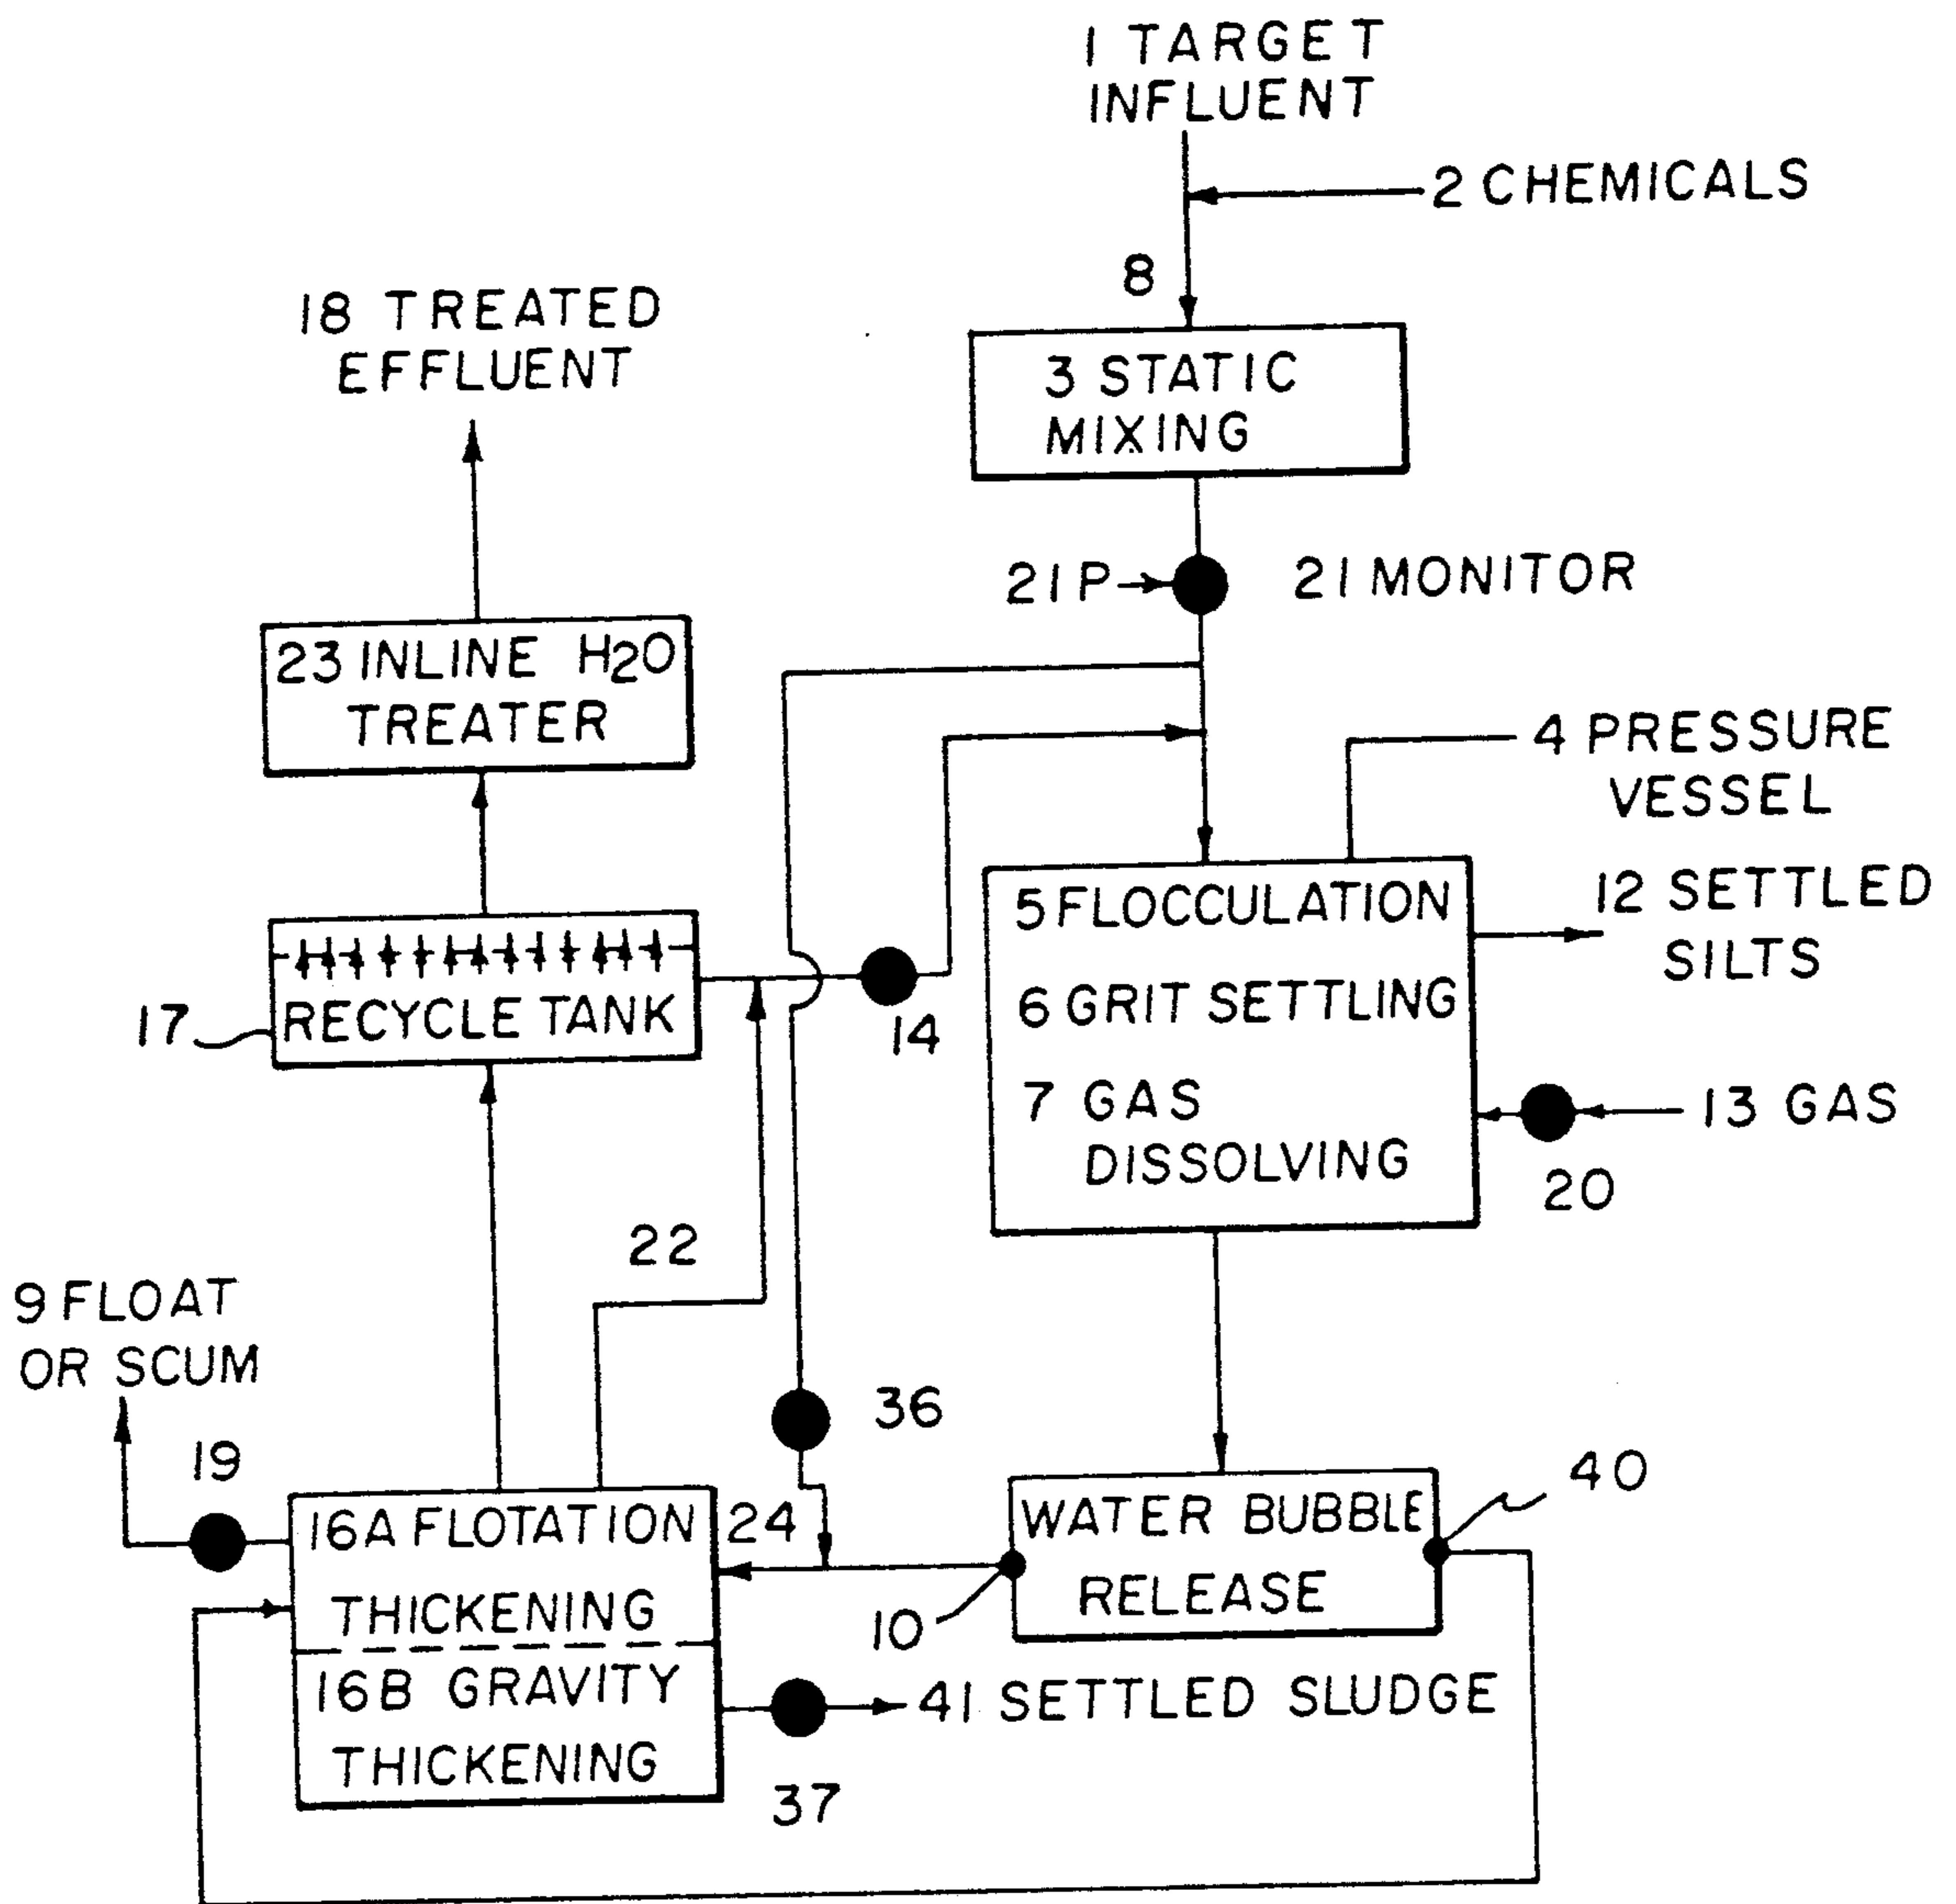 1 TARGET
INFLUENT
2 CHEMICALS
8
18 TREATED
EFFLUENT
3 STATIC
MIXING
21P
21 MONITOR
23 INLINE H2O
TREATER
4 PRESSURE
VESSEL
5 FLOCCULATION
12 SETTLED
SILTS
6 GRIT SETTLING
RECYCLE TANK
17
14
7 GAS
DISSOLVING
13 GAS
20
22
9 FLOAT
OR SCUM
36
19
40
16A FLOTATION
THICKENING
24
WATER BUBBLE
RELEASE
10
16B GRAVITY
THICKENING
41 SETTLED SLUDGE
37